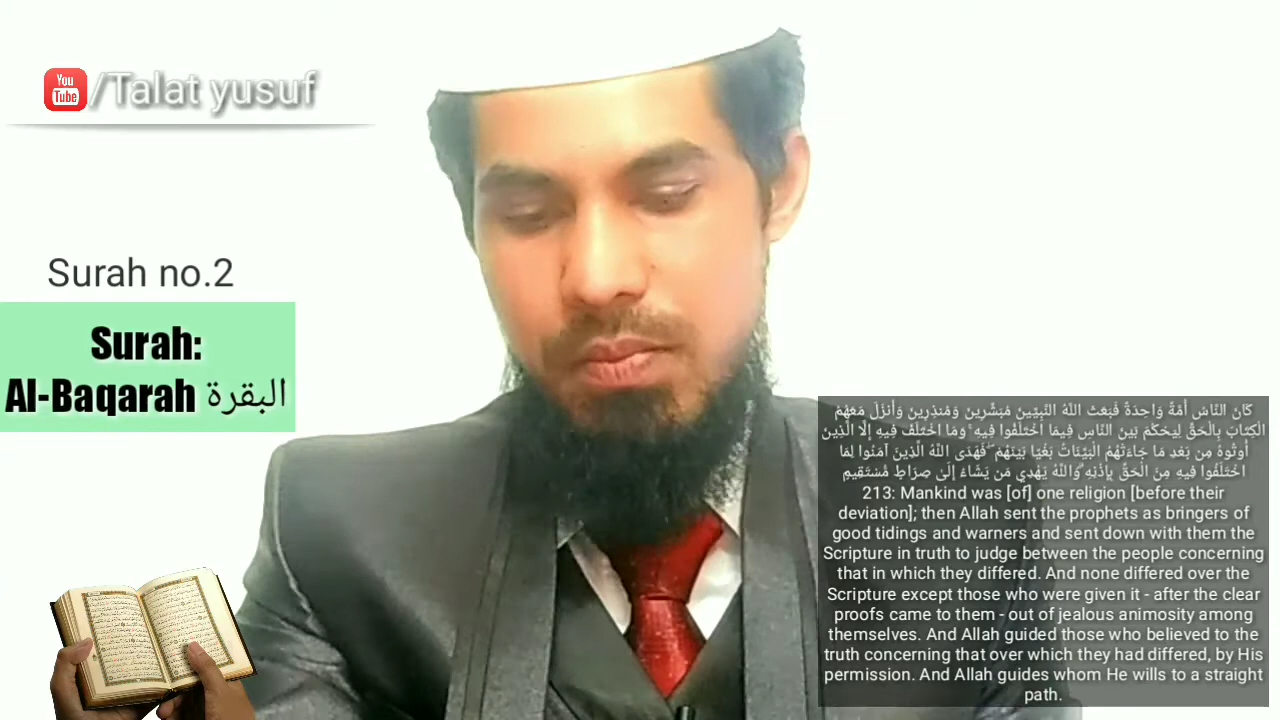 You
Tube
/Talat yusuf
Surah no.2
Surah:
Al-Baqarah البقرة
كَانَ النَّاسُ أُمَّةً وَاحِدَةً فَبَعَثَ اللَّهُ النَّبِيِّينَ مُبَشِّرِينَ وَمُنذِرِينَ وَأَنزَلَ مَعَهُمُ
الْكِتَابَ بِالْحَقِّ لِيَحْكُمَ بَيْنَ النَّاسِ فِيمَا اخْتَلَفُوا فِيهِ ۚ وَمَا اخْتَلَفَ فِيهِ إِلَّا الَّذِينَ
أُوتُوهُ مِن بَعْدِ مَا جَاءَتْهُمُ الْبَيِّنَاتُ بَغْيًا بَيْنَهُمْ ۖ فَهَدَى اللَّهُ الَّذِينَ آمَنُوا لِمَا
اخْتَلَفُوا فِيهِ مِنَ الْحَقِّ بِإِذْنِهِ ۗ وَاللَّهُ يَهْدِي مَن يَشَاءُ إِلَىٰ صِرَاطٍ مُّسْتَقِيمٍ
213: Mankind was [of] one religion [before their
deviation]; then Allah sent the prophets as bringers of
good tidings and warners and sent down with them the
Scripture in truth to judge between the people concerning
that in which they differed. And none differed over the
Scripture except those who were given it - after the clear
proofs came to them - out of jealous animosity among
themselves. And Allah guided those who believed to the
truth concerning that over which they had differed, by His
permission. And Allah guides whom He wills to a straight
path.